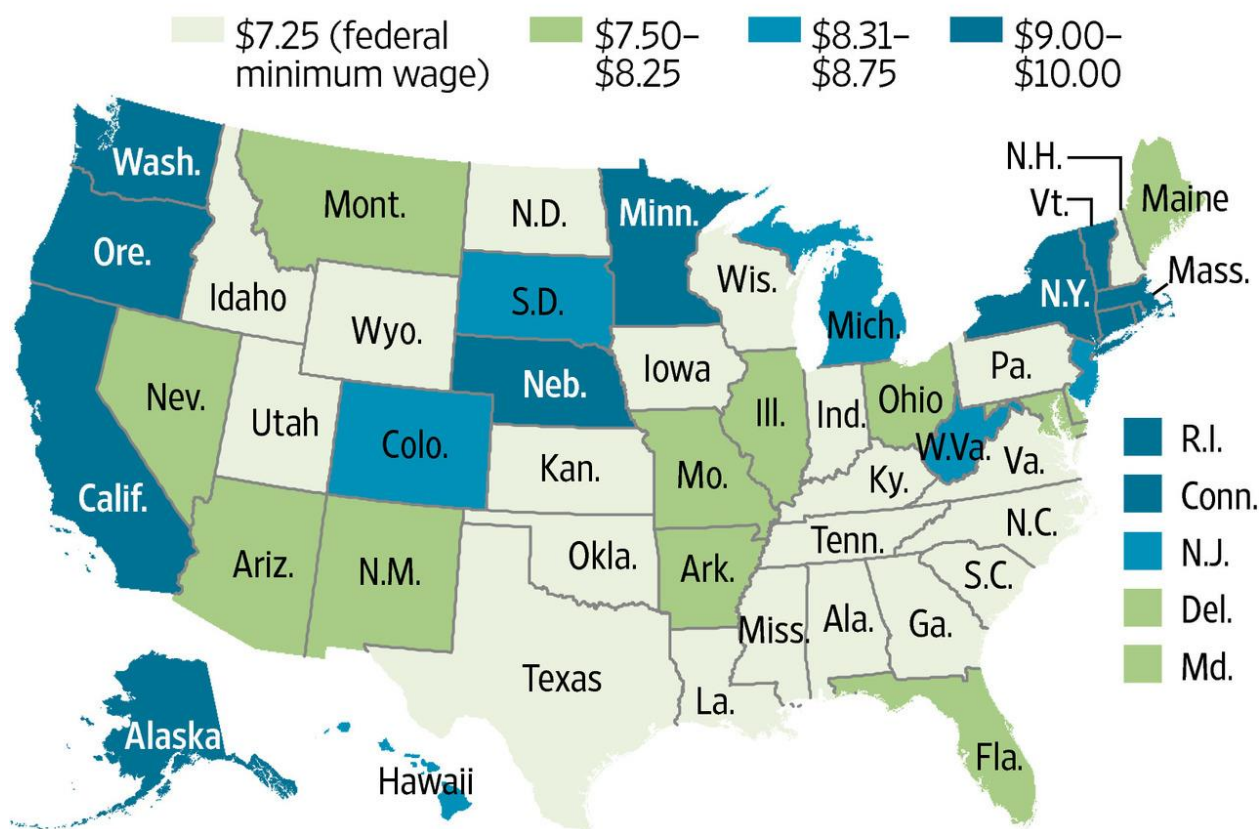 $7.25 (federal
minimum wage)
$7.50–
$8.25
$8.31–
$8.75
$9.00–
$10.00
Wash.
Mont.
N.D.
Minn.
N.H.
Vt.
Maine
Ore.
Idaho
Wyo.
S.D.
Wis.
Mich.
N.Y.
Mass.
Nev.
Utah
Colo.
Neb.
Iowa
Ill.
Ind.
Ohio
Pa.
Calif.
Kan.
Mo.
Ky.
W.Va.
Va.
R.I.
Conn.
Ariz.
N.M.
Okla.
Ark.
Tenn.
N.C.
N.J.
S.C.
Del.
Texas
La.
Miss.
Ala.
Ga.
Md.
Alaska
Hawaii
Fla.